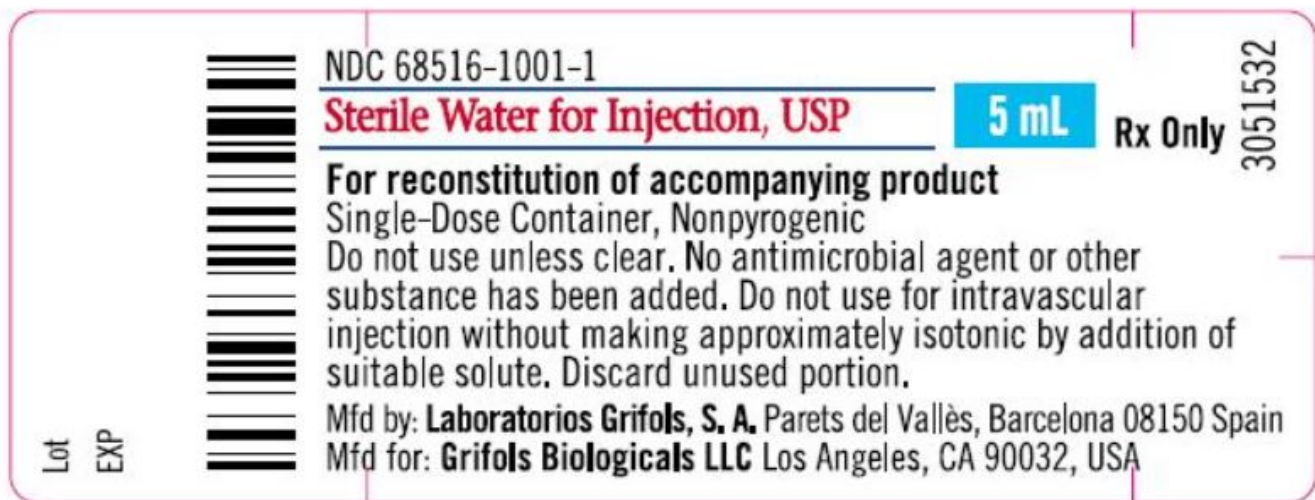 NDC 68516-1001-1
Sterile Water for Injection, USP
5 mL
Rx Only
3051532
For reconstitution of accompanying product
Single-Dose Container, Nonpyrogenic
Do not use unless clear. No antimicrobial agent or other
substance has been added. Do not use for intravascular
injection without making approximately isotonic by addition of
suitable solute. Discard unused portion.
Mfd by: Laboratorios Grifols, S. A. Parets del Vallès, Barcelona 08150 Spain
Mfd for: Grifols Biologicals LLC Los Angeles, CA 90032, USA
Lot
EXP